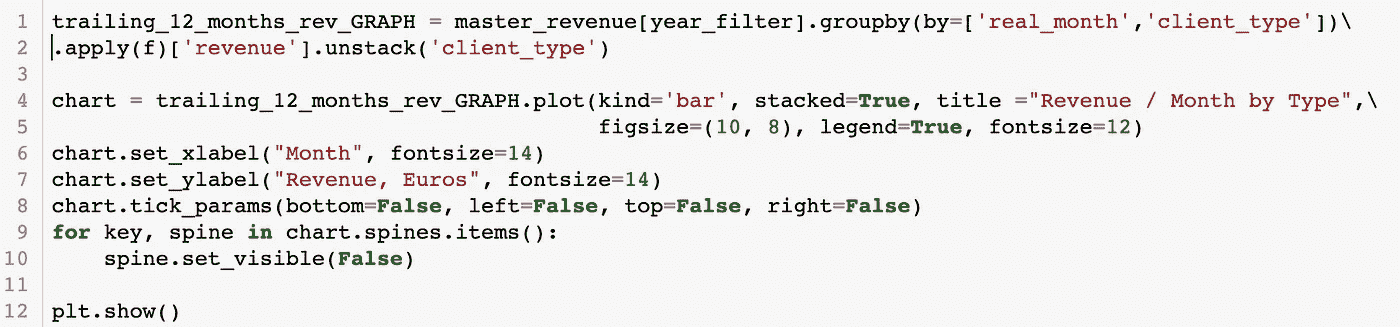 1 trailing_12_months_rev_GRAPH = master_revenue[year_filter].groupby(by=['real_month','client_type'])\
2 .apply(f)['revenue'].unstack('client_type')
3
4 chart = trailing_12_months_rev_GRAPH.plot(kind='bar', stacked=True, title ="Revenue / Month by Type",\
5                                           figsize=(10, 8), legend=True, fontsize=12)
6 chart.set_xlabel("Month", fontsize=14)
7 chart.set_ylabel("Revenue, Euros", fontsize=14)
8 chart.tick_params(bottom=False, left=False, top=False, right=False)
9 for key, spine in chart.spines.items():
10     spine.set_visible(False)
11
12 plt.show()